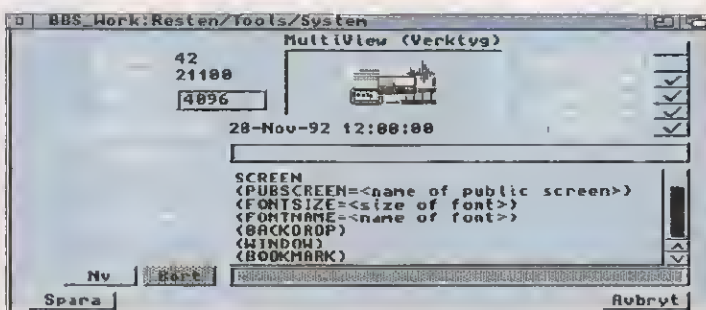 BBS_Work:Resten/Tools/System
MultiView (Verktyg)
42
21100
4096
28-Nov-92 12:00:00
SCREEN
(PUBSCREEN=<name of public screen>)
(FONTSIZE=<size of font>)
(FONTNAME=<name of font>)
(BACKDROP)
(WINDOW)
(BOOKMARK)
Ny
Bort
Spara
Avbryt